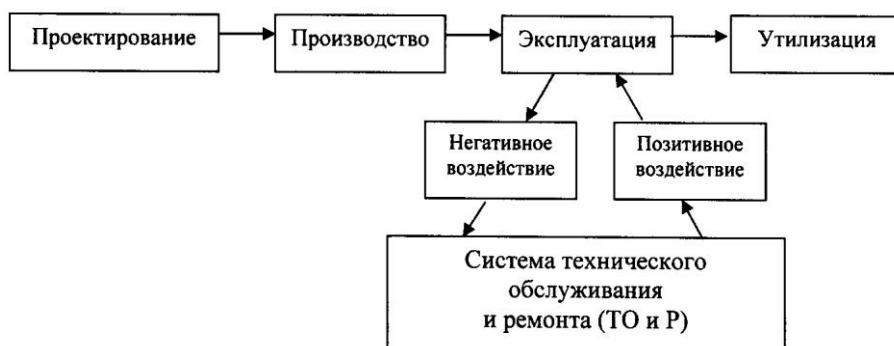 Проектирование
Производство
Эксплуатация
Утилизация
Негативное
воздействие
Позитивное
воздействие
Система технического
обслуживания
и ремонта (ТО и Р)